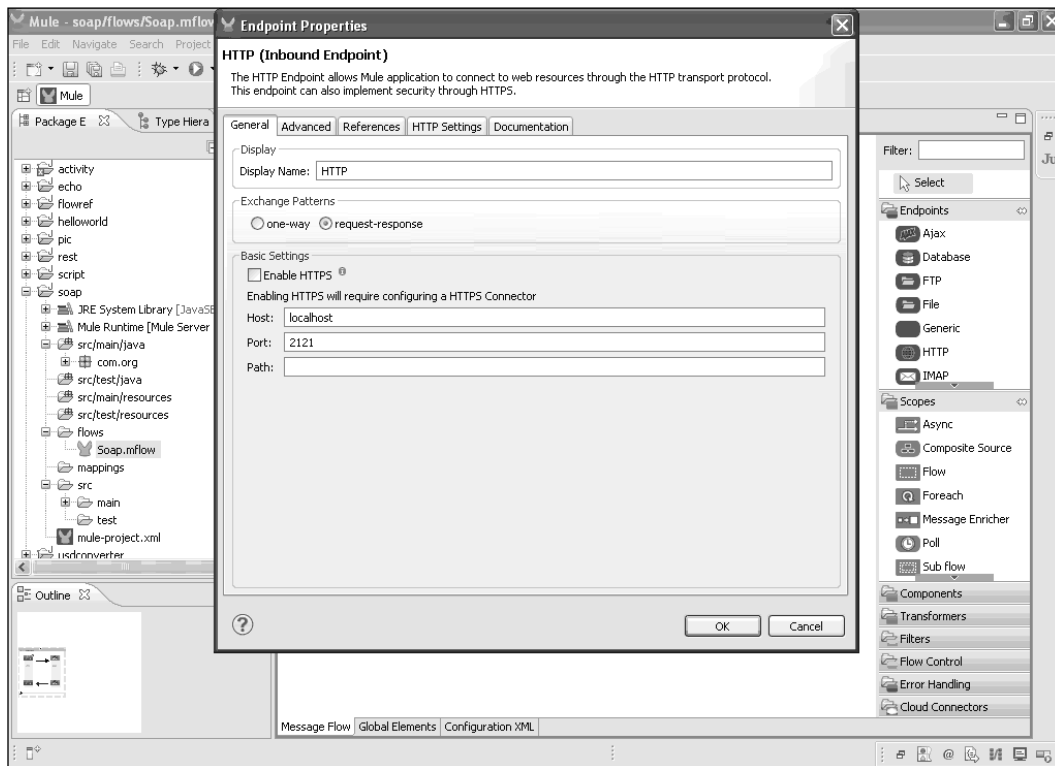 Mule - soap/flows/Soap.mflow
Endpoint Properties
File Edit Navigate Search Project
HTTP (Inbound Endpoint)
The HTTP Endpoint allows Mule application to connect to web resources through the HTTP transport protocol.
This endpoint can also implement security through HTTPS.
Mule
Package E
Type Hiera
General
Advanced
References
HTTP Settings
Documentation
Display
Display Name: HTTP
Exchange Patterns
one-way
request-response
Basic Settings
Enable HTTPS
Enabling HTTPS will require configuring a HTTPS Connector
Host: localhost
Port: 2121
Path:
OK
Cancel
activity
echo
flowref
helloworld
pic
rest
script
soap
JRE System Library [JavaSE
Mule Runtime [Mule Server
src/main/java
com.org
src/test/java
src/main/resources
src/test/resources
flows
Soap.mflow
mappings
src
main
test
mule-project.xml
usdconverter
Outline
Filter:
Select
Endpoints
Ajax
Database
FTP
File
Generic
HTTP
IMAP
Scopes
Async
Composite Source
Flow
Foreach
Message Enricher
Poll
Sub flow
Components
Transformers
Filters
Flow Control
Error Handling
Cloud Connectors
Ju
Message Flow
Global Elements
Configuration XML